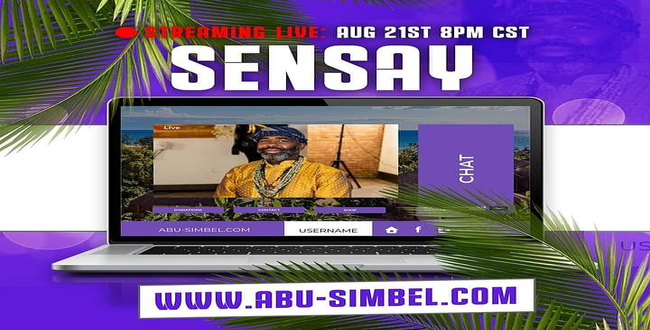 STREAMING LIVE: AUG 21ST 8PM CST
SENSAY
Live
CHAT
DONATIONS CONTACT SHOP
ABU-SIMBEL.COM USERNAME f
US
WWW.ABU-SIMBEL.COM